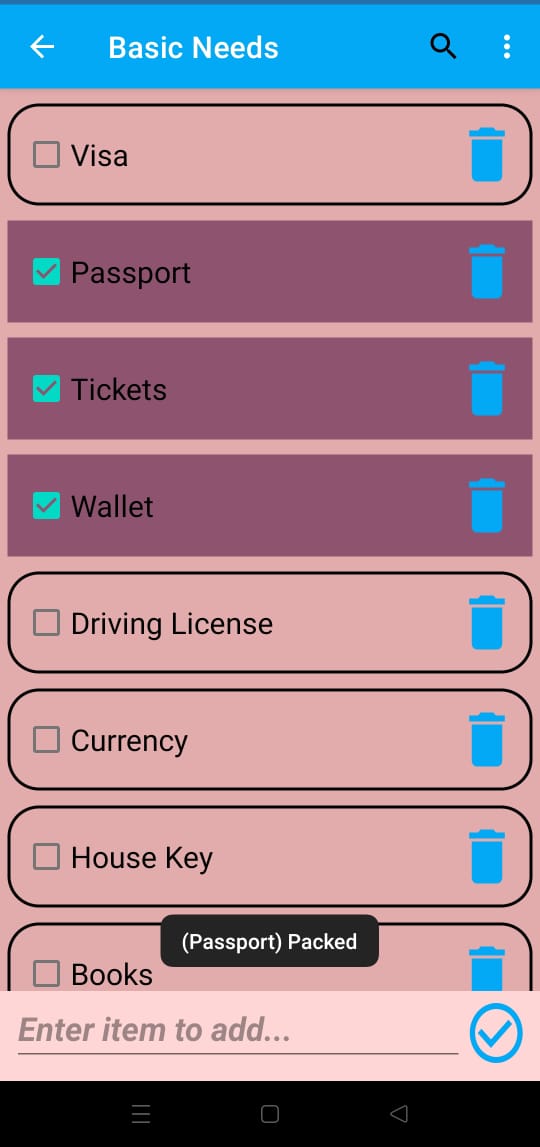 Basic Needs
Visa
Passport
Tickets
Wallet
Driving License
Currency
House Key
(Passport) Packed
Books
Enter item to add...